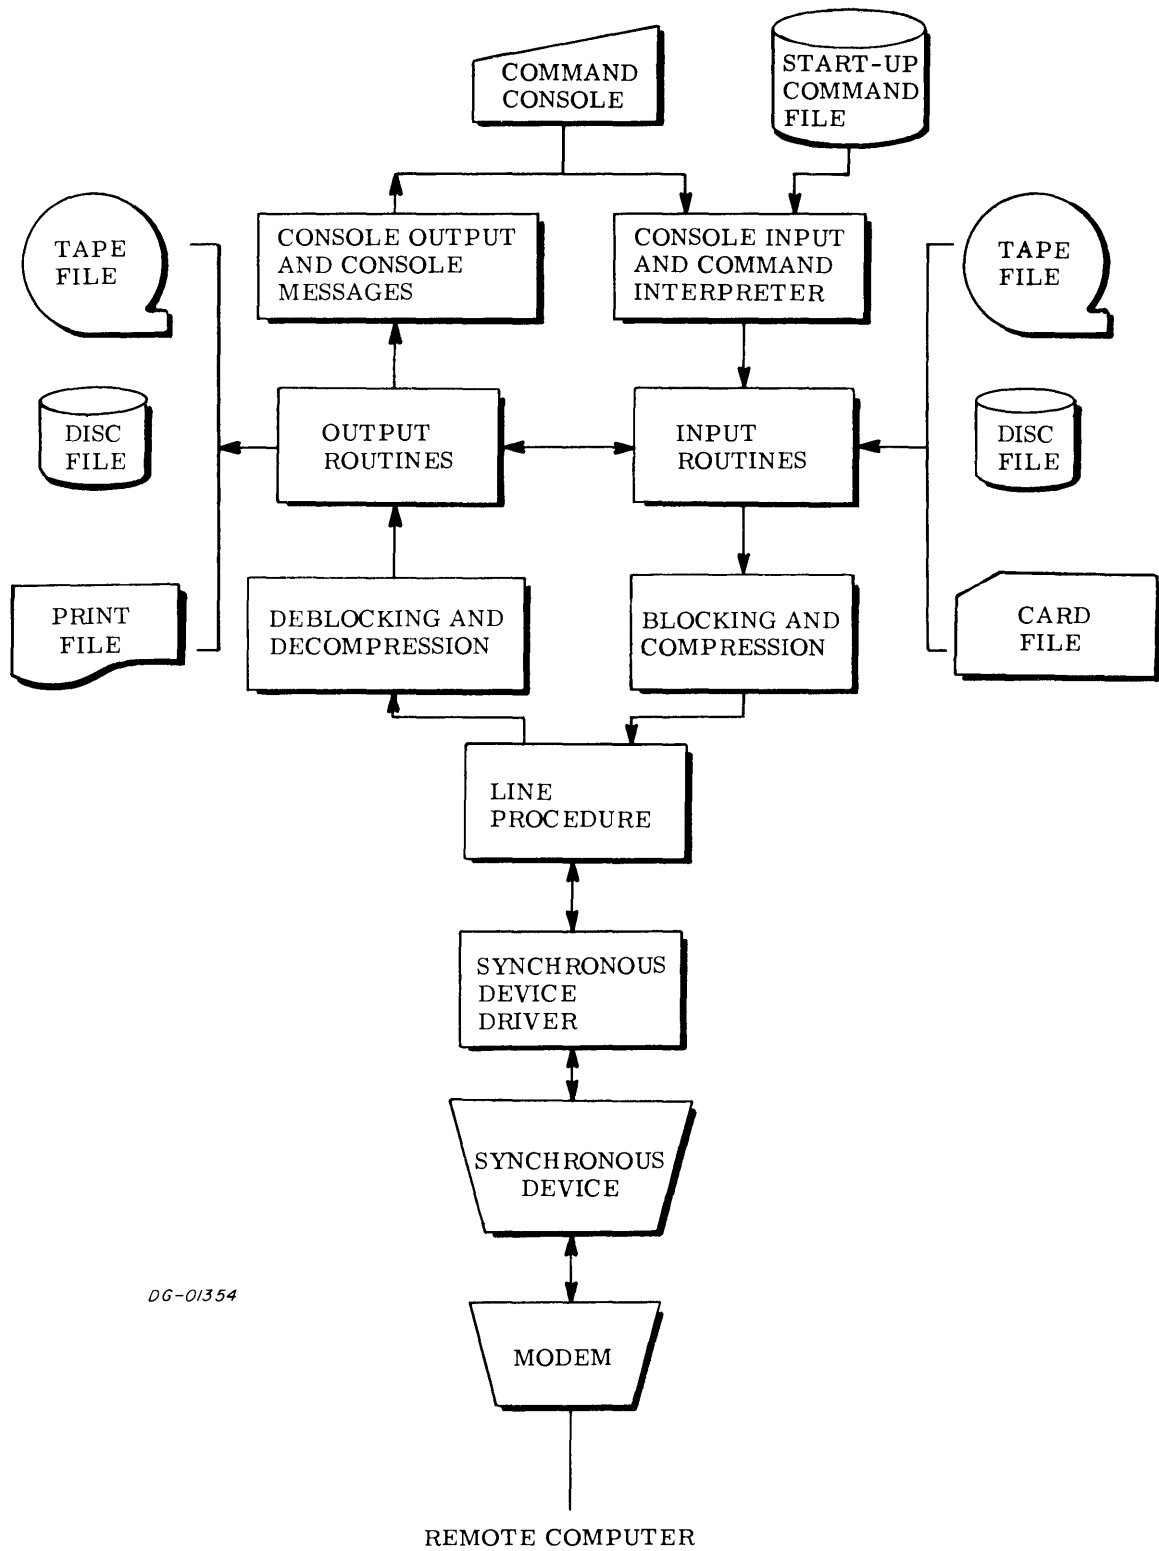 COMMAND
CONSOLE
START-UP
COMMAND
FILE
TAPE
FILE
CONSOLE OUTPUT
AND CONSOLE
MESSAGES
CONSOLE INPUT
AND COMMAND
INTERPRETER
TAPE
FILE
DISC
FILE
OUTPUT
ROUTINES
INPUT
ROUTINES
DISC
FILE
PRINT
FILE
DEBLOCKING AND
DECOMPRESSION
BLOCKING AND
COMPRESSION
CARD
FILE
LINE
PROCEDURE
SYNCHRONOUS
DEVICE
DRIVER
SYNCHRONOUS
DEVICE
DG-01354
MODEM
REMOTE COMPUTER